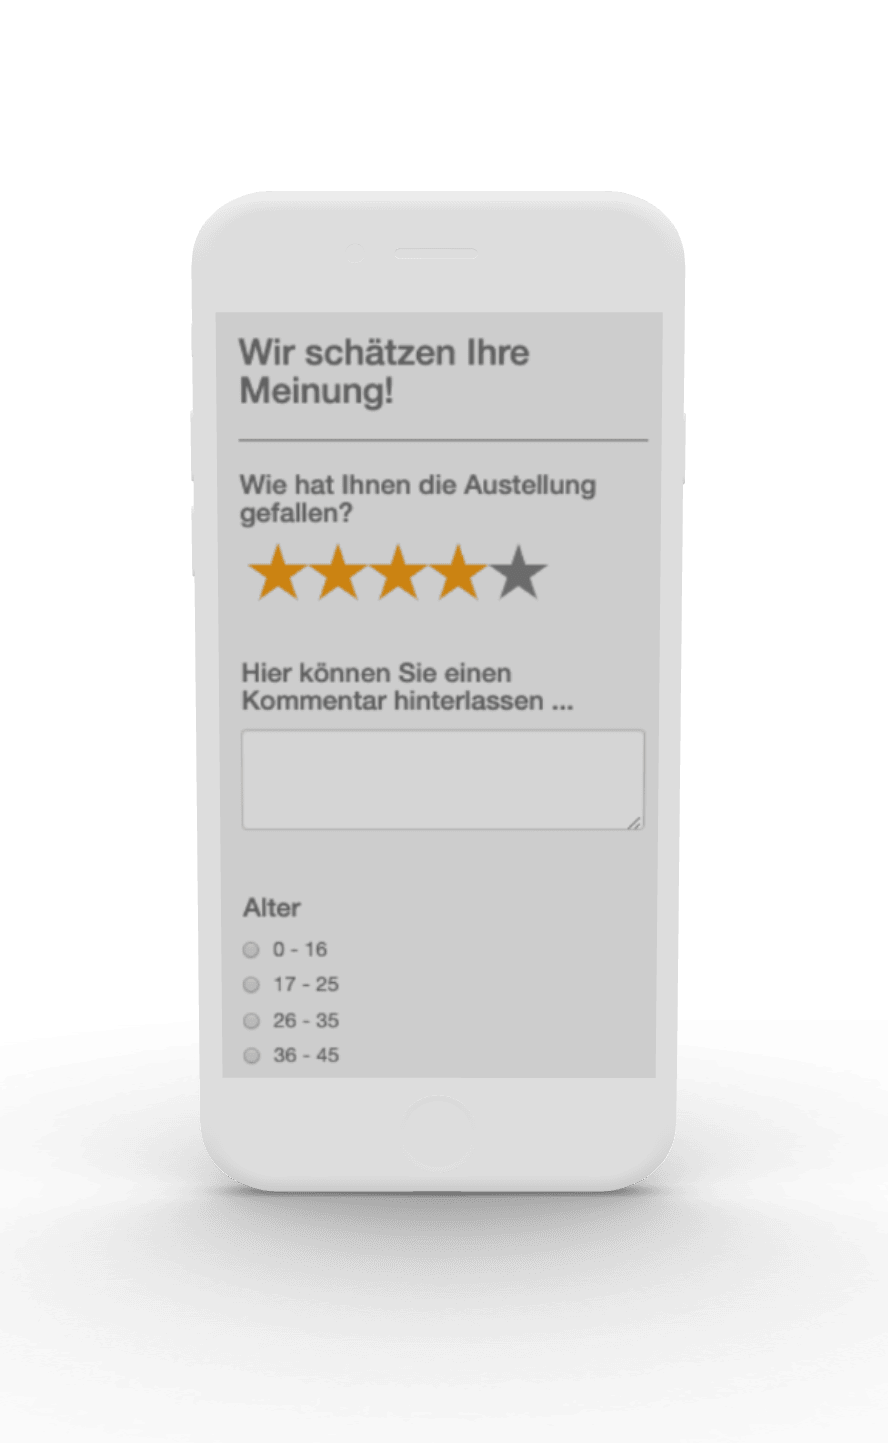 Wir schätzen Ihre
Meinung!
Wie hat Ihnen die Austellung
gefallen?
Hier können Sie einen
Kommentar hinterlassen ...
Alter
0 - 16
17 - 25
26 - 35
36 - 45